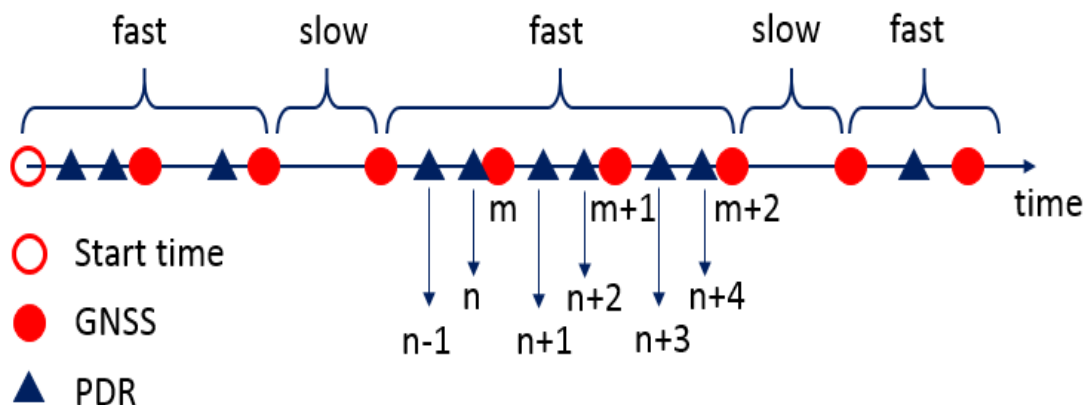 fast slow fast slow fast
time
m m+1 m+2
Start time
n n+2 n+4
GNSS
n-1 n+1 n+3
PDR